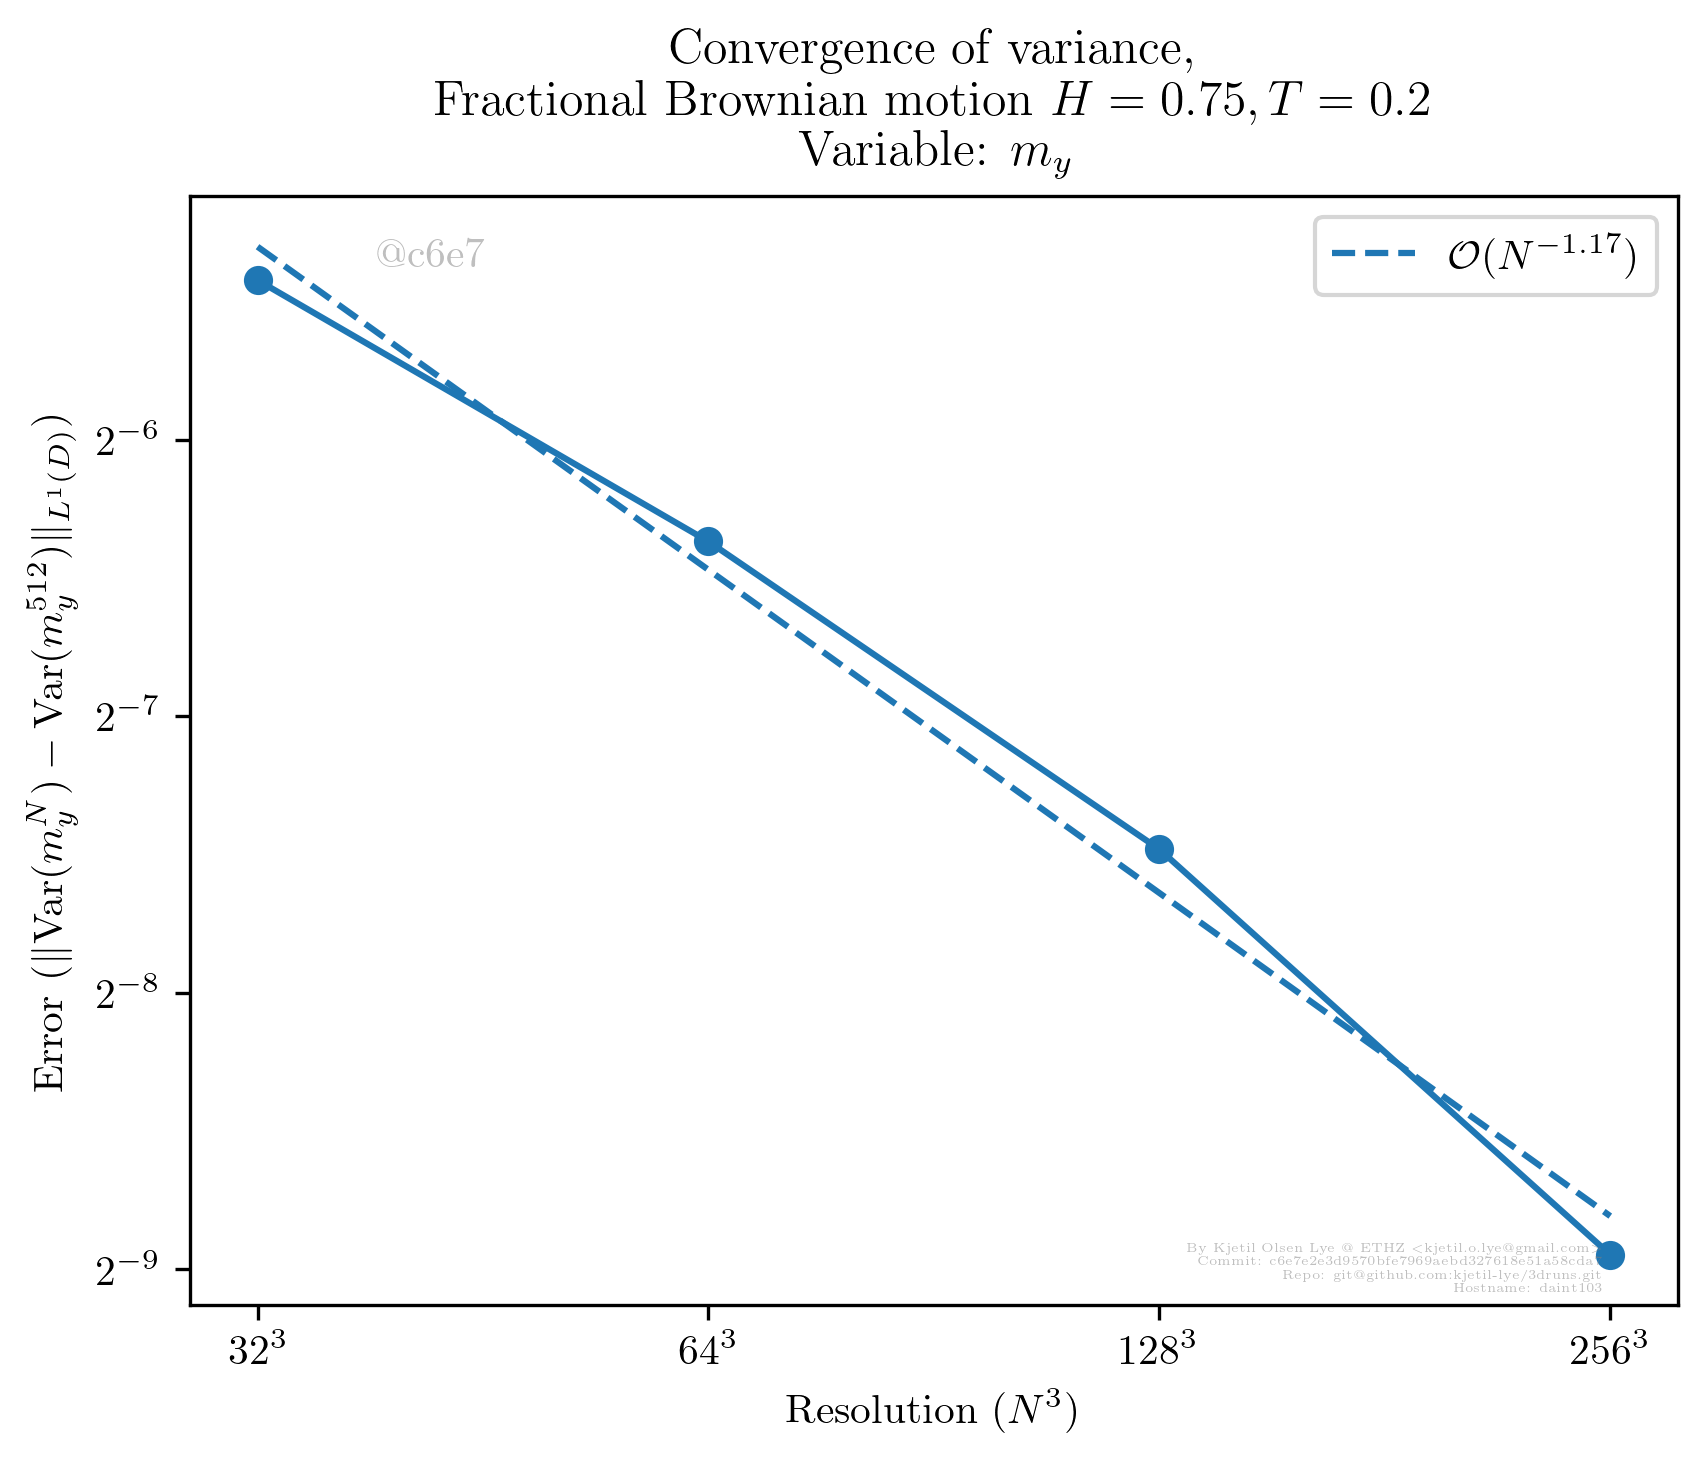 Convergence of variance,
Fractional Brownian motion $H = 0.75, T = 0.2$
Variable: $m_y$
@c6e7
$\mathcal{O}(N^{-1.17})$
Error $(||\mathrm{Var}(m_y^N) - \mathrm{Var}(m_y^{512})||_{L^1(D)})$
$2^{-6}$
$2^{-7}$
$2^{-8}$
$2^{-9}$
By Kjetil Olsen Lye @ ETHZ <kjetil.o.lye@gmail.com
Commit: c6e7e2e3d9570bfe7969aebd327618e51a58cda
Repo: git@github.com:kjetil-lye/3druns.git
Hostname: daint103
$32^3$
$64^3$
$128^3$
$256^3$
Resolution $(N^3)$